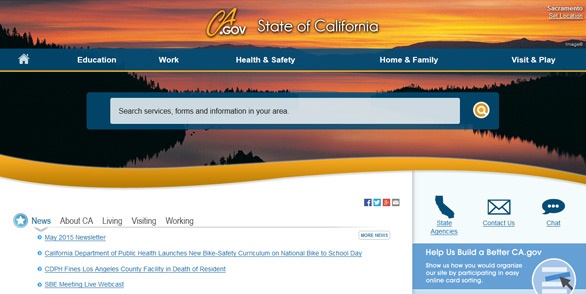 Sacramento
Set Location
CA.GOV State of California
Image©
Education Work Health & Safety Home & Family Visit & Play
Search services, forms and information in your area.
News About CA Living Visiting Working
May 2015 Newsletter
MORE NEWS
California Department of Public Health Launches New Bike-Safety Curriculum on National Bike to School Day
CDPH Fines Los Angeles County Facility in Death of Resident
SBE Meeting Live Webcast
State
Agencies
Contact Us
Chat
Help Us Build a Better CA.gov
Show us how you would organize
our site by participating in easy
online card sorting.